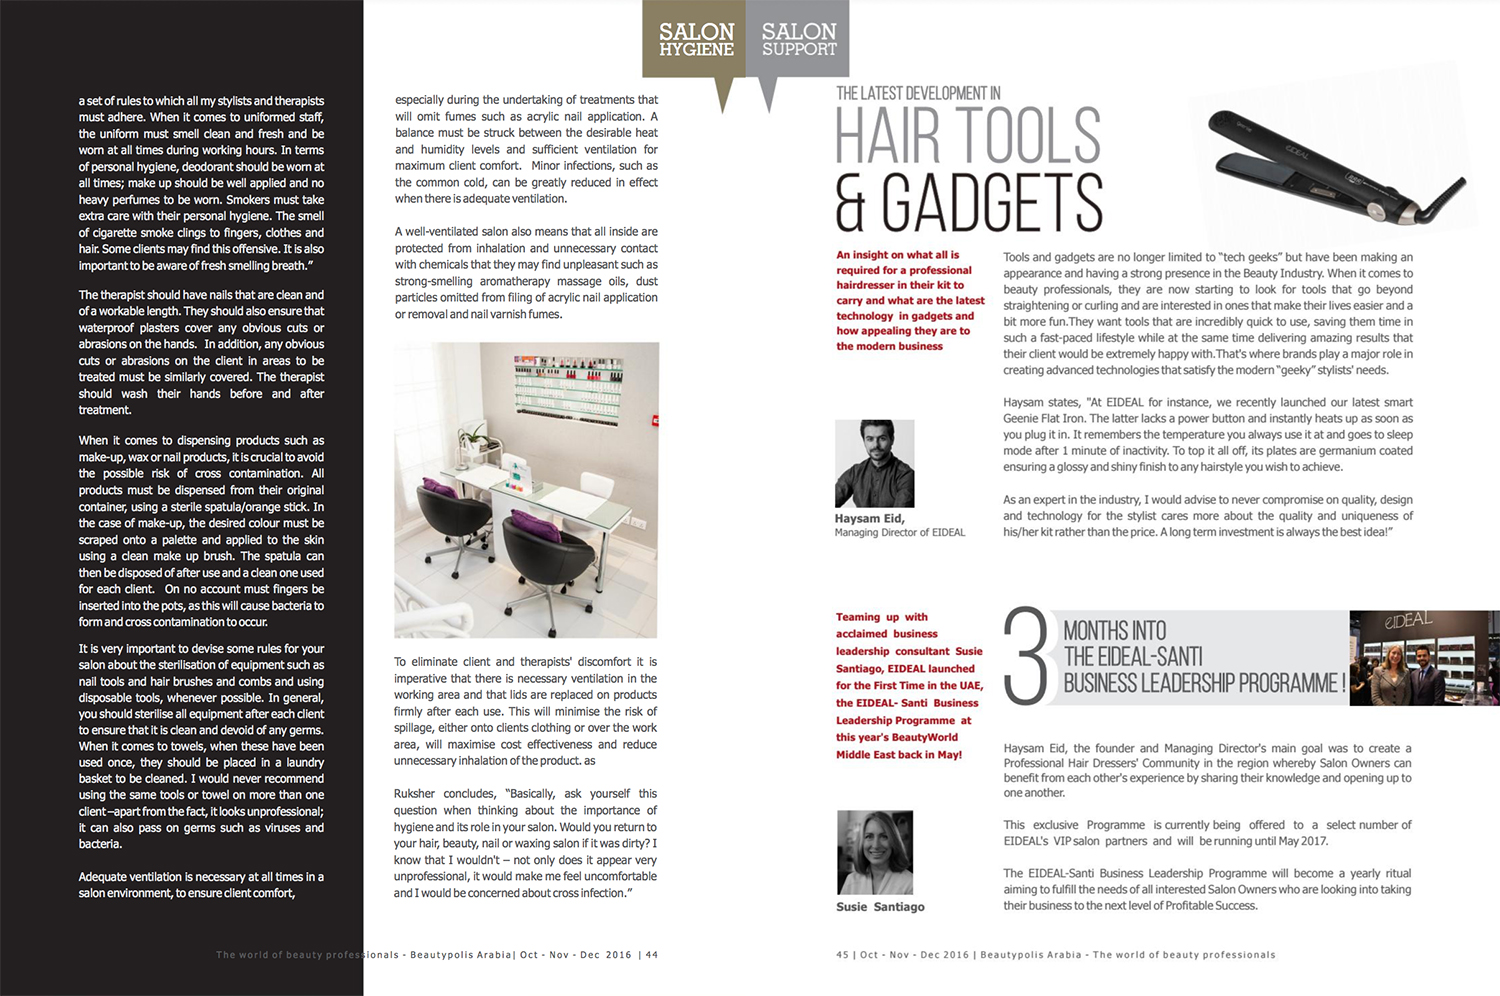 SALON
HYGIENE
SALON
SUPPORT
a set of rules to which all my stylists and therapists
must adhere. When it comes to uniformed staff,
the uniform must smell clean and fresh and be
worn at all times during working hours. In terms
of personal hygiene, deodorant should be worn at
all times; make up should be well applied and no
heavy perfumes to be worn. Smokers must take
extra care with their personal hygiene. The smell
of cigarette smoke clings to fingers, clothes and
hair. Some clients may find this offensive. It is also
important to be aware of fresh smelling breath.”
The therapist should have nails that are clean and
of a workable length. They should also ensure that
waterproof plasters cover any obvious cuts or
abrasions on the hands. In addition, any obvious
cuts or abrasions on the client in areas to be
treated must be similarly covered. The therapist
should wash their hands before and after
treatment.
When it comes to dispensing products such as
make-up, wax or nail products, it is crucial to avoid
the possible risk of cross contamination. All
products must be dispensed from their original
container, using a sterile spatula/orange stick. In
the case of make-up, the desired colour must be
scraped onto a palette and applied to the skin
using a clean make up brush. The spatula can
then be disposed of after use and a clean one used
for each client. On no account must fingers be
inserted into the pots, as this will cause bacteria to
form and cross contamination to occur.
It is very important to devise some rules for your
salon about the sterilisation of equipment such as
nail tools and hair brushes and combs and using
disposable tools, whenever possible. In general,
you should sterilise all equipment after each client
to ensure that it is clean and devoid of any germs.
When it comes to towels, when these have been
used once, they should be placed in a laundry
basket to be cleaned. I would never recommend
using the same tools or towel on more than one
client –apart from the fact, it looks unprofessional;
it can also pass on germs such as viruses and
bacteria.
Adequate ventilation is necessary at all times in a
salon environment, to ensure client comfort,
especially during the undertaking of treatments that
will omit fumes such as acrylic nail application. A
balance must be struck between the desirable heat
and humidity levels and sufficient ventilation for
maximum client comfort. Minor infections, such as
the common cold, can be greatly reduced in effect
when there is adequate ventilation.
A well-ventilated salon also means that all inside are
protected from inhalation and unnecessary contact
with chemicals that they may find unpleasant such as
strong-smelling aromatherapy massage oils, dust
particles omitted from filing of acrylic nail application
or removal and nail varnish fumes.
To eliminate client and therapists' discomfort it is
imperative that there is necessary ventilation in the
working area and that lids are replaced on products
firmly after each use. This will minimise the risk of
spillage, either onto clients clothing or over the work
area, will maximise cost effectiveness and reduce
unnecessary inhalation of the product. as
Ruksher concludes, “Basically, ask yourself this
question when thinking about the importance of
hygiene and its role in your salon. Would you return to
your hair, beauty, nail or waxing salon if it was dirty? I
know that I wouldn't – not only does it appear very
unprofessional, it would make me feel uncomfortable
and I would be concerned about cross infection.”
The world of beauty professionals - Beautypolis Arabia| Oct - Nov - Dec 2016 | 44
THE LATEST DEVELOPMENT IN
HAIR TOOLS
& GADGETS
EIDEAL
An insight on what all is
required for a professional
hairdresser in their kit to
carry and what are the latest
technology in gadgets and
how appealing they are to
the modern business
Tools and gadgets are no longer limited to “tech geeks” but have been making an
appearance and having a strong presence in the Beauty Industry. When it comes to
beauty professionals, they are now starting to look for tools that go beyond
straightening or curling and are interested in ones that make their lives easier and a
bit more fun.They want tools that are incredibly quick to use, saving them time in
such a fast-paced lifestyle while at the same time delivering amazing results that
their client would be extremely happy with.That's where brands play a major role in
creating advanced technologies that satisfy the modern “geeky” stylists' needs.
Haysam states, "At EIDEAL for instance, we recently launched our latest smart
Geenie Flat Iron. The latter lacks a power button and instantly heats up as soon as
you plug it in. It remembers the temperature you always use it at and goes to sleep
mode after 1 minute of inactivity. To top it all off, its plates are germanium coated
ensuring a glossy and shiny finish to any hairstyle you wish to achieve.
As an expert in the industry, I would advise to never compromise on quality, design
and technology for the stylist cares more about the quality and uniqueness of
his/her kit rather than the price. A long term investment is always the best idea!”
Haysam Eid,
Managing Director of EIDEAL
Teaming up with
acclaimed business
leadership consultant Susie
Santiago, EIDEAL launched
for the First Time in the UAE,
the EIDEAL- Santi Business
Leadership Programme at
this year's BeautyWorld
Middle East back in May!
3 MONTHS INTO
THE EIDEAL-SANTI
BUSINESS LEADERSHIP PROGRAMME !
eIDEAL
Haysam Eid, the founder and Managing Director's main goal was to create a
Professional Hair Dressers' Community in the region whereby Salon Owners can
benefit from each other's experience by sharing their knowledge and opening up to
one another.
This exclusive Programme is currently being offered to a select number of
EIDEAL's VIP salon partners and will be running until May 2017.
The EIDEAL-Santi Business Leadership Programme will become a yearly ritual
aiming to fulfill the needs of all interested Salon Owners who are looking into taking
their business to the next level of Profitable Success.
Susie Santiago
45 | Oct - Nov - Dec 2016 | Beautypolis Arabia - The world of beauty professionals